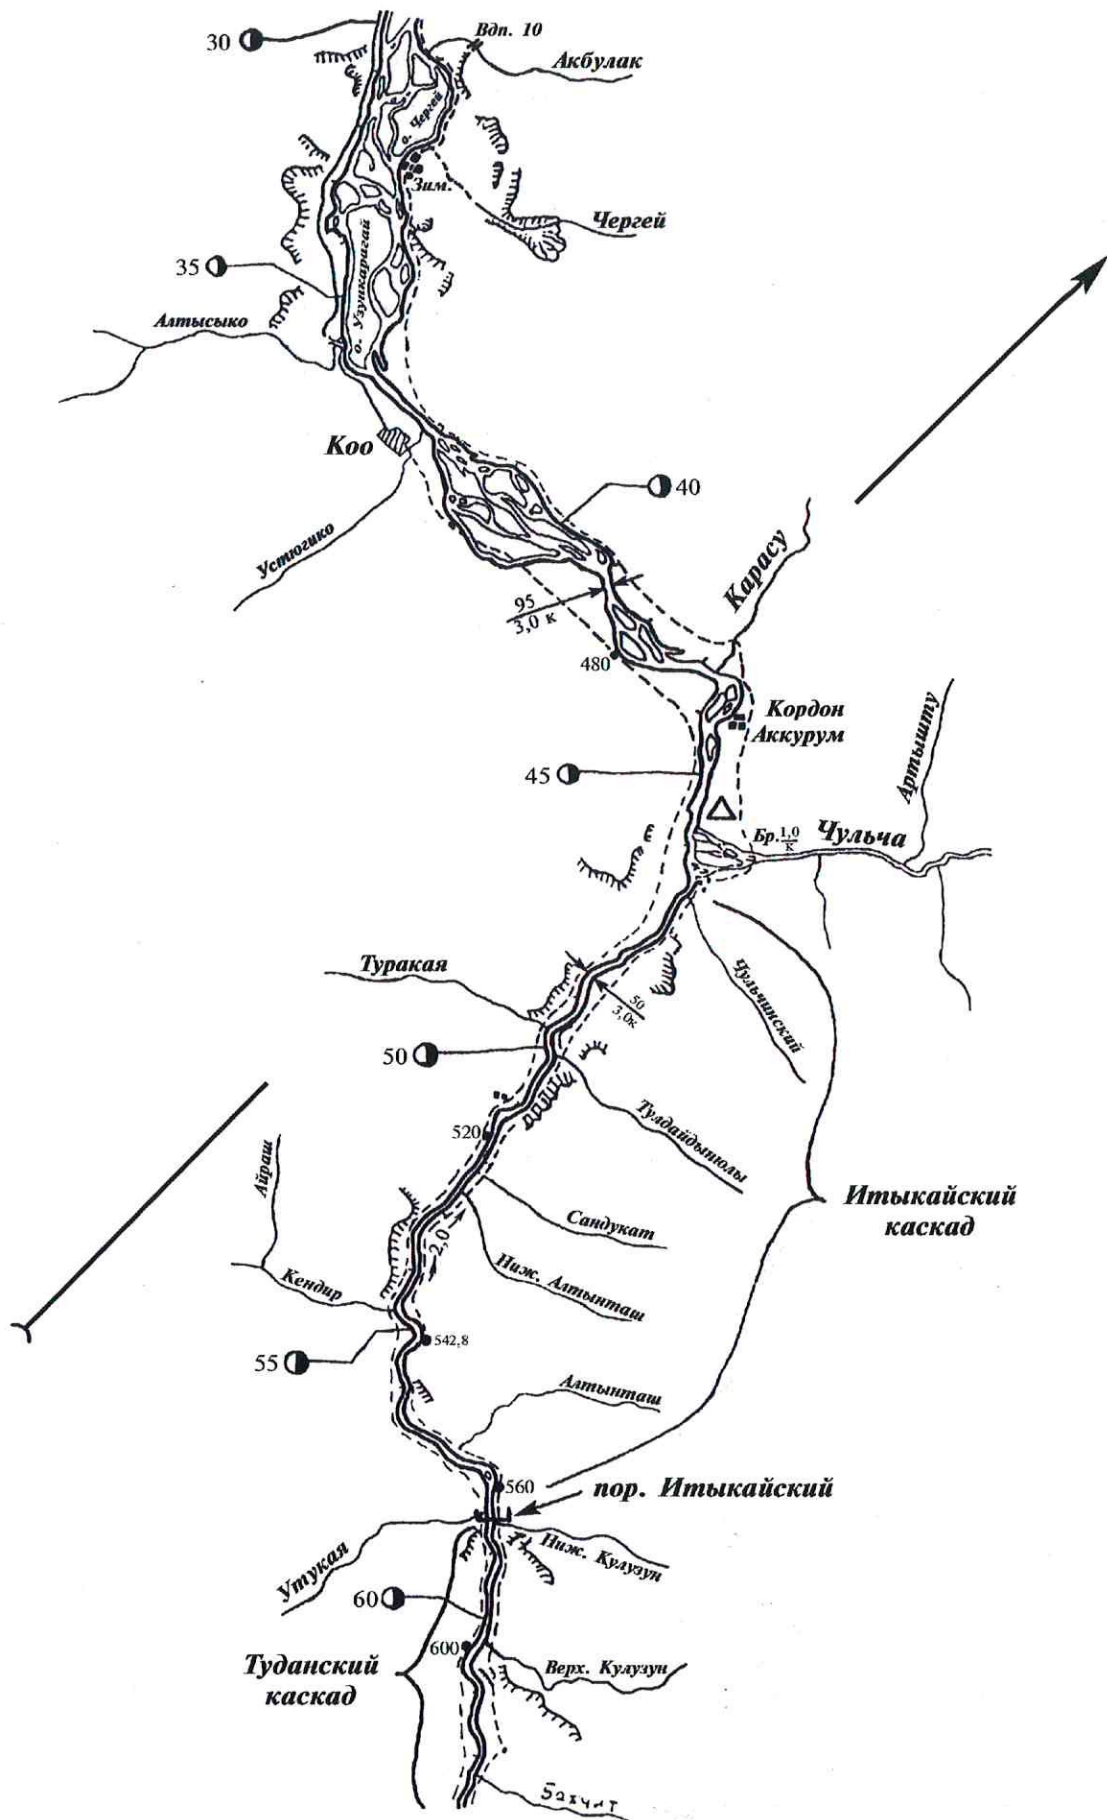 30
Вдп. 10
Акбулак
о. Чергей
Зим.
Чергей
35
о. Узункаригай
Алтысыко
Коо
40
Устюгико
Карасу
95
3,0 к
480
Кордон
Аккурум
Артышту
45
Бр. 1,0
к
Чульча
Туракая
50
3,0к
Чульчинский
50
Тулдайдынюлы
520
Айраш
Итыкайский
каскад
Сандукат
2,0
Ниж. Алтынташ
Кендир
542,8
55
Алтынташ
560
пор. Итыкайский
Утукая
Ниж. Кулузун
60
600
Туданский
каскад
Верх. Кулузун
Бахчит